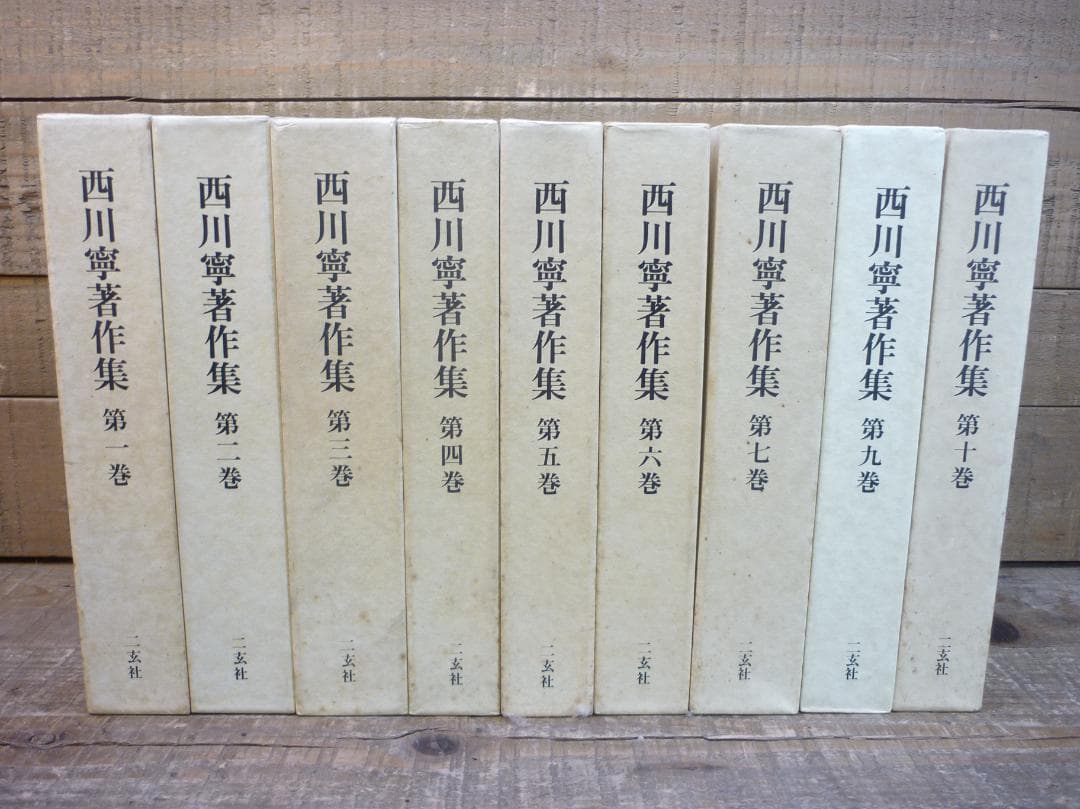 西川寧著作集 第一巻 二玄社
西川寧著作集 第二巻 二玄社
西川寧著作集 第三巻 二玄社
西川寧著作集 第四巻 二玄社
西川寧著作集 第五巻 二玄社
西川寧著作集 第六巻 二玄社
西川寧著作集 第七巻 二玄社
西川寧著作集 第九巻 二玄社
西川寧著作集 第十巻 二玄社